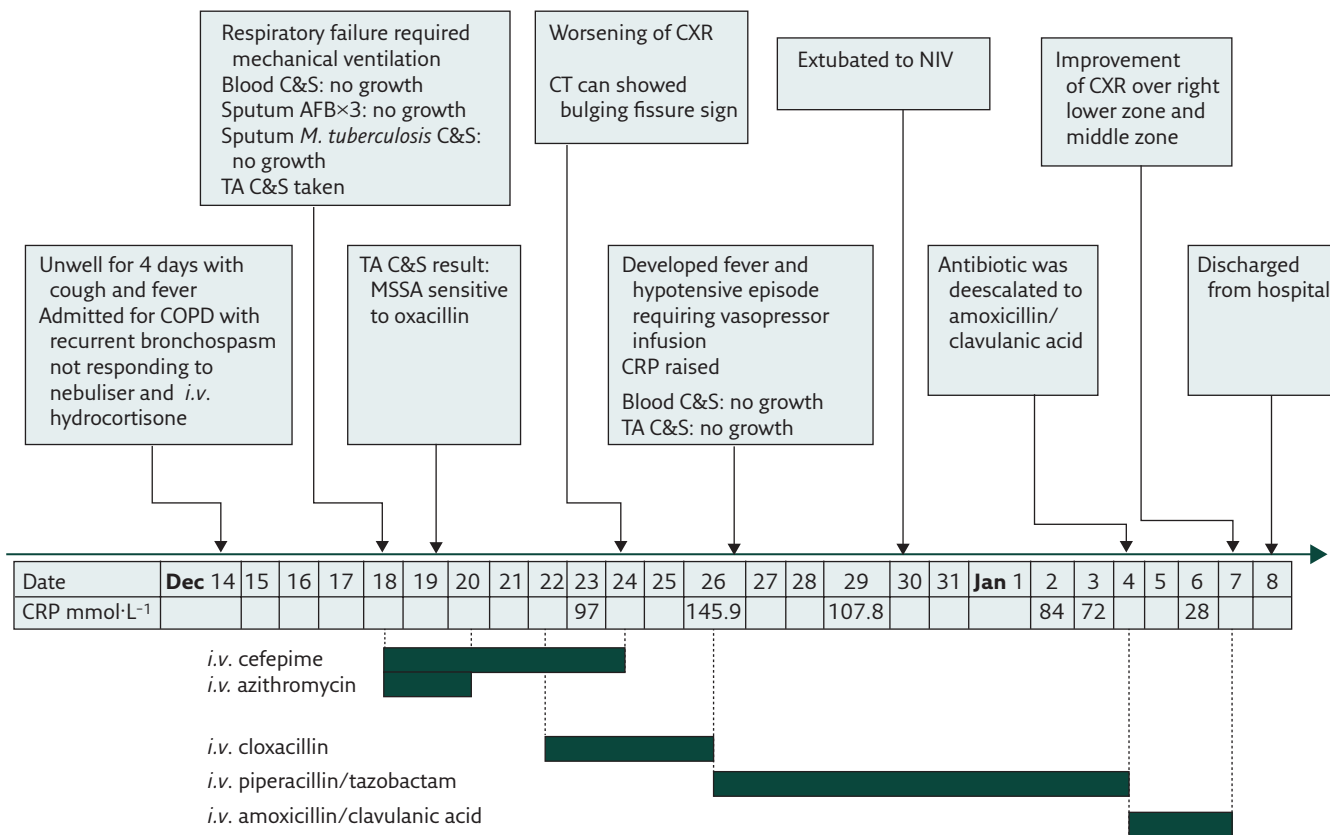 Respiratory failure required
mechanical ventilation
Blood C&S: no growth
Sputum AFB×3: no growth
Sputum M. tuberculosis C&S:
no growth
TA C&S taken
Worsening of CXR
CT can showed
bulging fissure sign
Extubated to NIV
Improvement
of CXR over right
lower zone and
middle zone
Unwell for 4 days with
cough and fever
Admitted for COPD with
recurrent bronchospasm
not responding to
nebuliser and i.v.
hydrocortisone
TA C&S result:
MSSA sensitive
to oxacillin
Developed fever and
hypotensive episode
requiring vasopressor
infusion
CRP raised
Blood C&S: no growth
TA C&S: no growth
Antibiotic was
deescalated to
amoxicillin/
clavulanic acid
Discharged
from hospital
Date Dec 14 15 16 17 18 19 20 21 22 23 24 25 26 27 28 29 30 31 Jan 1 2 3 4 5 6 7 8
CRP mmol·L⁻¹ 97 145.9 107.8 84 72 28
i.v. cefepime
i.v. azithromycin
i.v. cloxacillin
i.v. piperacillin/tazobactam
i.v. amoxicillin/clavulanic acid